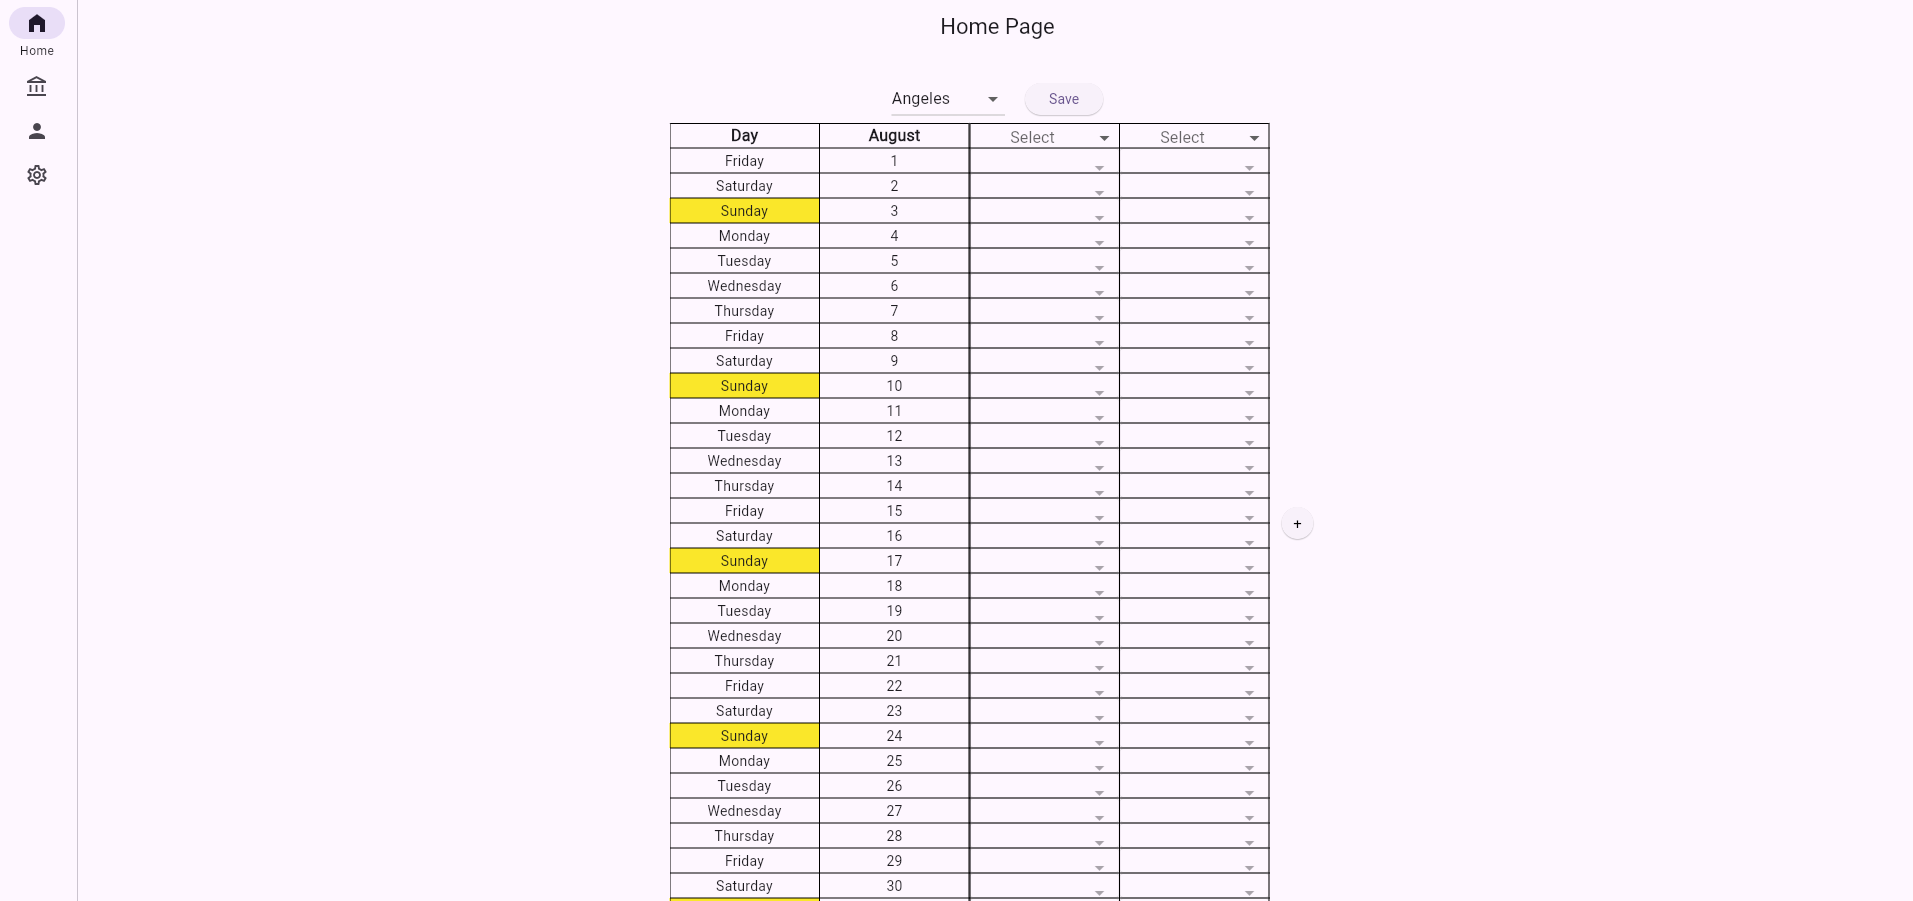 Home Page
Home
Angeles Save
Day August Select Select
Friday 1
Saturday 2
Sunday 3
Monday 4
Tuesday 5
Wednesday 6
Thursday 7
Friday 8
Saturday 9
Sunday 10
Monday 11
Tuesday 12
Wednesday 13
Thursday 14
Friday 15
Saturday 16
+
Sunday 17
Monday 18
Tuesday 19
Wednesday 20
Thursday 21
Friday 22
Saturday 23
Sunday 24
Monday 25
Tuesday 26
Wednesday 27
Thursday 28
Friday 29
Saturday 30